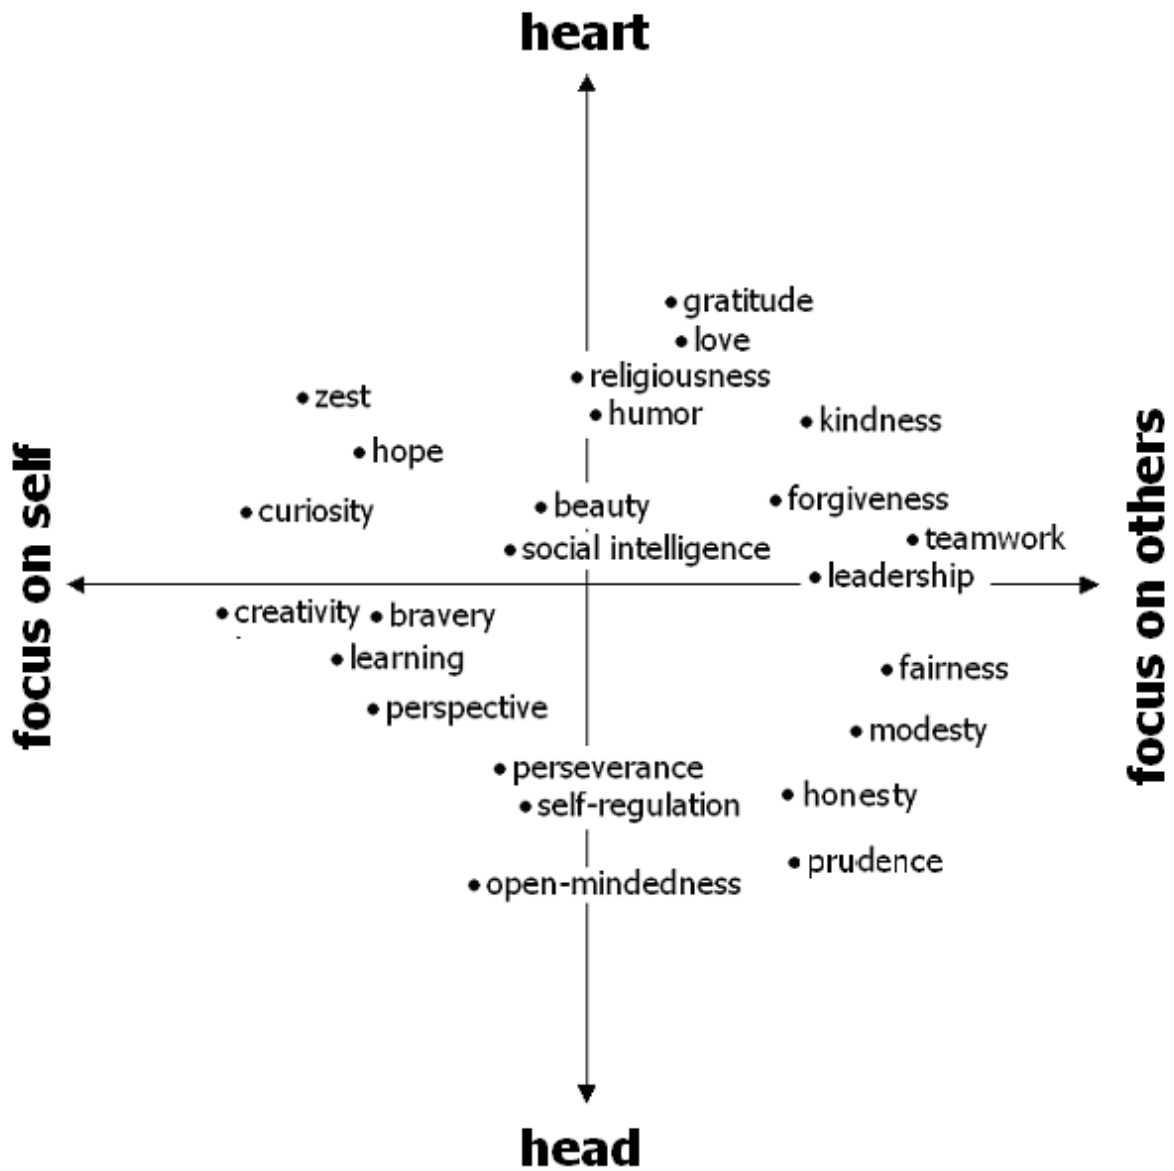 heart
gratitude
love
religiousness
zest
humor
kindness
hope
forgiveness
beauty
curiosity
teamwork
social intelligence
leadership
focus on self
focus on others
creativity
bravery
learning
fairness
perspective
modesty
perseverance
honesty
self-regulation
prudence
open-mindedness
head